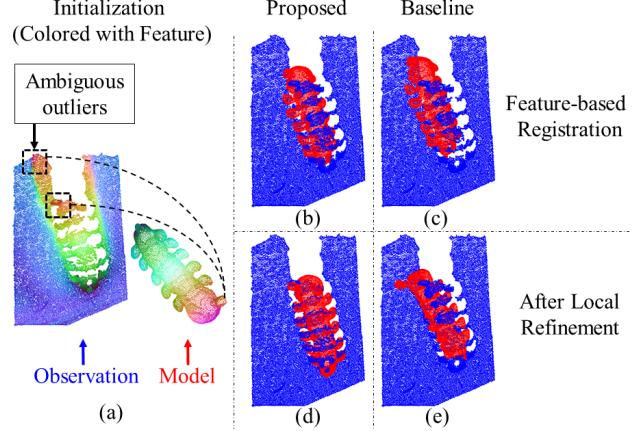 Initialization
(Colored with Feature)
Ambiguous
outliers
Observation
Model
(a)
Proposed
Baseline
(b)
(c)
Feature-based
Registration
(d)
(e)
After Local
Refinement